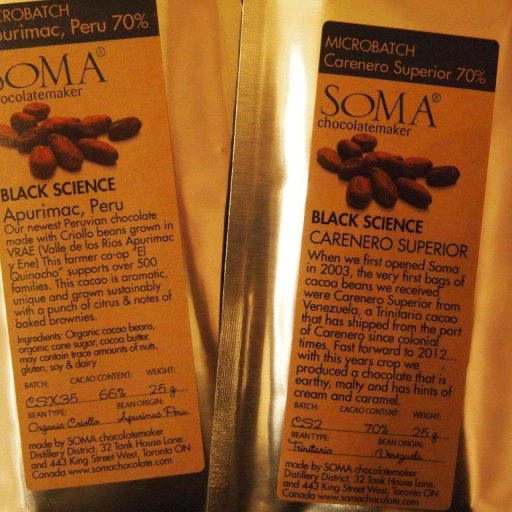 MICROBATCH
Apurimac, Peru 70%
SOMA®
chocolatemaker
BLACK SCIENCE
Apurimac, Peru
Our newest Peruvian chocolate
made with Criollo beans grown in
VRAE (Valle de los Rios Apurimac
y Ene) This farmer co-op "El
Quinacho" supports over 500
families. This cacao is aromatic,
unique and grown sustainably
with a punch of citrus & notes of
baked brownies.
Ingredients: Organic cacao beans,
organic cane sugar, cocoa butter.
may contain trace amounts of nuts,
gluten, soy & dairy
BATCH: CACAO CONTENT: WEIGHT:
CSX35 66% 25 g
BEAN TYPE: BEAN ORIGIN:
Organic Criollo Apurimac Peru
made by SOMA chocolatemaker
Distillery District, 32 Tank House Lane
and 443 King Street West, Toronto ON
Canada www.somachocolate.com
MICROBATCH
Carenero Superior 70%
SOMA®
chocolatemaker
BLACK SCIENCE
CARENERO SUPERIOR
When we first opened Soma
in 2003, the very first bags of
cacoa beans we received
were Carenero Superior from
Venezuela, a Trinitario cacao
that has shipped from the port
of Carenero since colonial
times. Fast forward to 2012...
with this years crop we
produced a chocolate that is
earthy, malty and has hints of
cream and caramel.
BATCH: CACAO CONTENT: WEIGHT:
CS2 70% 25 g
BEAN TYPE: BEAN ORIGIN:
Trinitario Venezuela
made by SOMA chocolatemaker
Distillery District, 32 Tank House Lane
and 443 King Street West, Toronto ON
Canada www.somachocolate.com